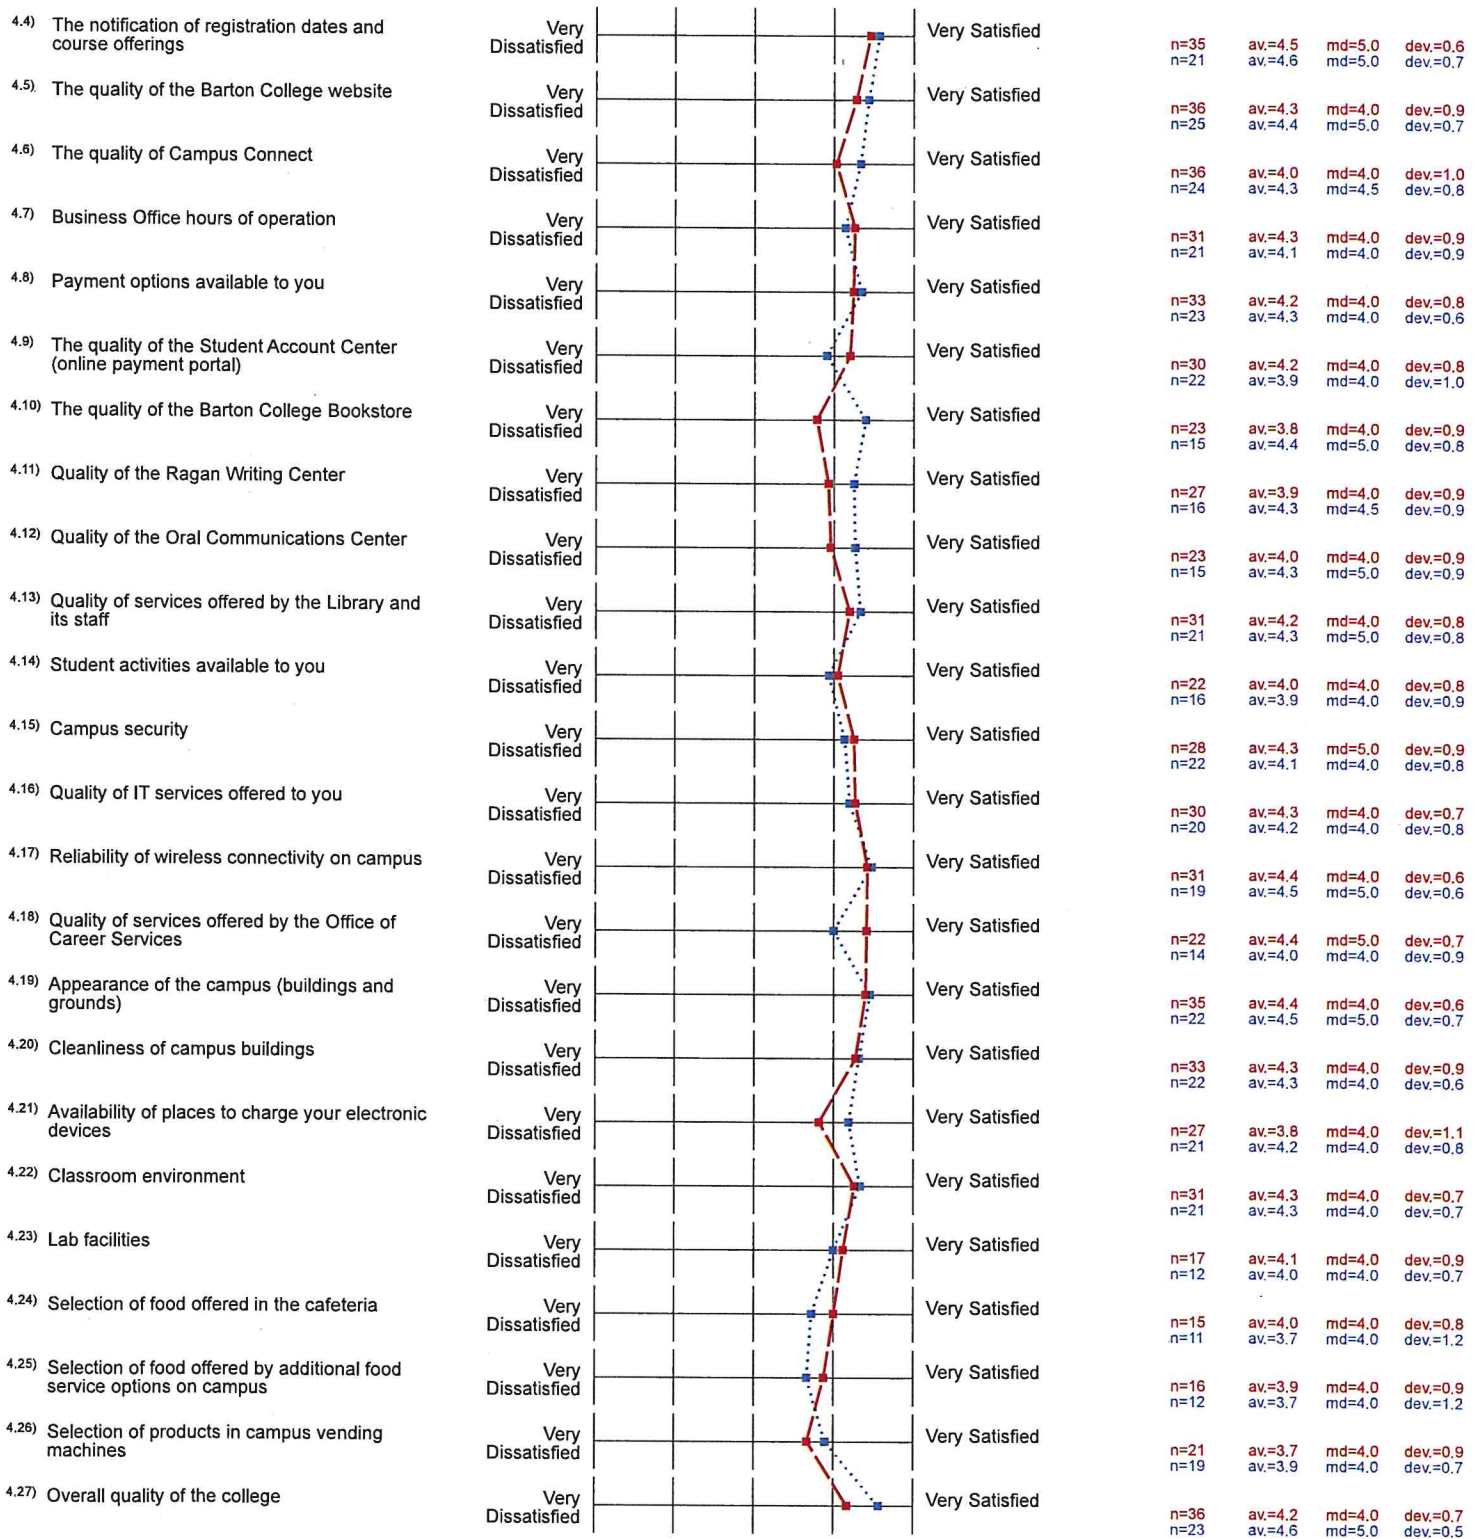 4.4) The notification of registration dates and
course offerings
Very
Dissatisfied
Very Satisfied
n=35 av.=4.5 md=5.0 dev.=0.6
n=21 av.=4.6 md=5.0 dev.=0.7
4.5) The quality of the Barton College website
Very
Dissatisfied
Very Satisfied
n=36 av.=4.3 md=4.0 dev.=0.9
n=25 av.=4.4 md=5.0 dev.=0.7
4.6) The quality of Campus Connect
Very
Dissatisfied
Very Satisfied
n=36 av.=4.0 md=4.0 dev.=1.0
n=24 av.=4.3 md=4.5 dev.=0.8
4.7) Business Office hours of operation
Very
Dissatisfied
Very Satisfied
n=31 av.=4.3 md=4.0 dev.=0.9
n=21 av.=4.1 md=4.0 dev.=0.9
4.8) Payment options available to you
Very
Dissatisfied
Very Satisfied
n=33 av.=4.2 md=4.0 dev.=0.8
n=23 av.=4.3 md=4.0 dev.=0.6
4.9) The quality of the Student Account Center
(online payment portal)
Very
Dissatisfied
Very Satisfied
n=30 av.=4.2 md=4.0 dev.=0.8
n=22 av.=3.9 md=4.0 dev.=1.0
4.10) The quality of the Barton College Bookstore
Very
Dissatisfied
Very Satisfied
n=23 av.=3.8 md=4.0 dev.=0.9
n=15 av.=4.4 md=5.0 dev.=0.8
4.11) Quality of the Ragan Writing Center
Very
Dissatisfied
Very Satisfied
n=27 av.=3.9 md=4.0 dev.=0.9
n=16 av.=4.3 md=4.5 dev.=0.9
4.12) Quality of the Oral Communications Center
Very
Dissatisfied
Very Satisfied
n=23 av.=4.0 md=4.0 dev.=0.9
n=15 av.=4.3 md=5.0 dev.=0.9
4.13) Quality of services offered by the Library and
its staff
Very
Dissatisfied
Very Satisfied
n=31 av.=4.2 md=4.0 dev.=0.8
n=21 av.=4.3 md=5.0 dev.=0.8
4.14) Student activities available to you
Very
Dissatisfied
Very Satisfied
n=22 av.=4.0 md=4.0 dev.=0.8
n=16 av.=3.9 md=4.0 dev.=0.9
4.15) Campus security
Very
Dissatisfied
Very Satisfied
n=28 av.=4.3 md=5.0 dev.=0.9
n=22 av.=4.1 md=4.0 dev.=0.8
4.16) Quality of IT services offered to you
Very
Dissatisfied
Very Satisfied
n=30 av.=4.3 md=4.0 dev.=0.7
n=20 av.=4.2 md=4.0 dev.=0.8
4.17) Reliability of wireless connectivity on campus
Very
Dissatisfied
Very Satisfied
n=31 av.=4.4 md=4.0 dev.=0.6
n=19 av.=4.5 md=5.0 dev.=0.6
4.18) Quality of services offered by the Office of
Career Services
Very
Dissatisfied
Very Satisfied
n=22 av.=4.4 md=5.0 dev.=0.7
n=14 av.=4.0 md=4.0 dev.=0.9
4.19) Appearance of the campus (buildings and
grounds)
Very
Dissatisfied
Very Satisfied
n=35 av.=4.4 md=4.0 dev.=0.6
n=22 av.=4.5 md=5.0 dev.=0.7
4.20) Cleanliness of campus buildings
Very
Dissatisfied
Very Satisfied
n=33 av.=4.3 md=4.0 dev.=0.9
n=22 av.=4.3 md=4.0 dev.=0.6
4.21) Availability of places to charge your electronic
devices
Very
Dissatisfied
Very Satisfied
n=27 av.=3.8 md=4.0 dev.=1.1
n=21 av.=4.2 md=4.0 dev.=0.8
4.22) Classroom environment
Very
Dissatisfied
Very Satisfied
n=31 av.=4.3 md=4.0 dev.=0.7
n=21 av.=4.3 md=4.0 dev.=0.7
4.23) Lab facilities
Very
Dissatisfied
Very Satisfied
n=17 av.=4.1 md=4.0 dev.=0.9
n=12 av.=4.0 md=4.0 dev.=0.7
4.24) Selection of food offered in the cafeteria
Very
Dissatisfied
Very Satisfied
n=15 av.=4.0 md=4.0 dev.=0.8
n=11 av.=3.7 md=4.0 dev.=1.2
4.25) Selection of food offered by additional food
service options on campus
Very
Dissatisfied
Very Satisfied
n=16 av.=3.9 md=4.0 dev.=0.9
n=12 av.=3.7 md=4.0 dev.=1.2
4.26) Selection of products in campus vending
machines
Very
Dissatisfied
Very Satisfied
n=21 av.=3.7 md=4.0 dev.=0.9
n=19 av.=3.9 md=4.0 dev.=0.7
4.27) Overall quality of the college
Very
Dissatisfied
Very Satisfied
n=36 av.=4.2 md=4.0 dev.=0.7
n=23 av.=4.6 md=5.0 dev.=0.5